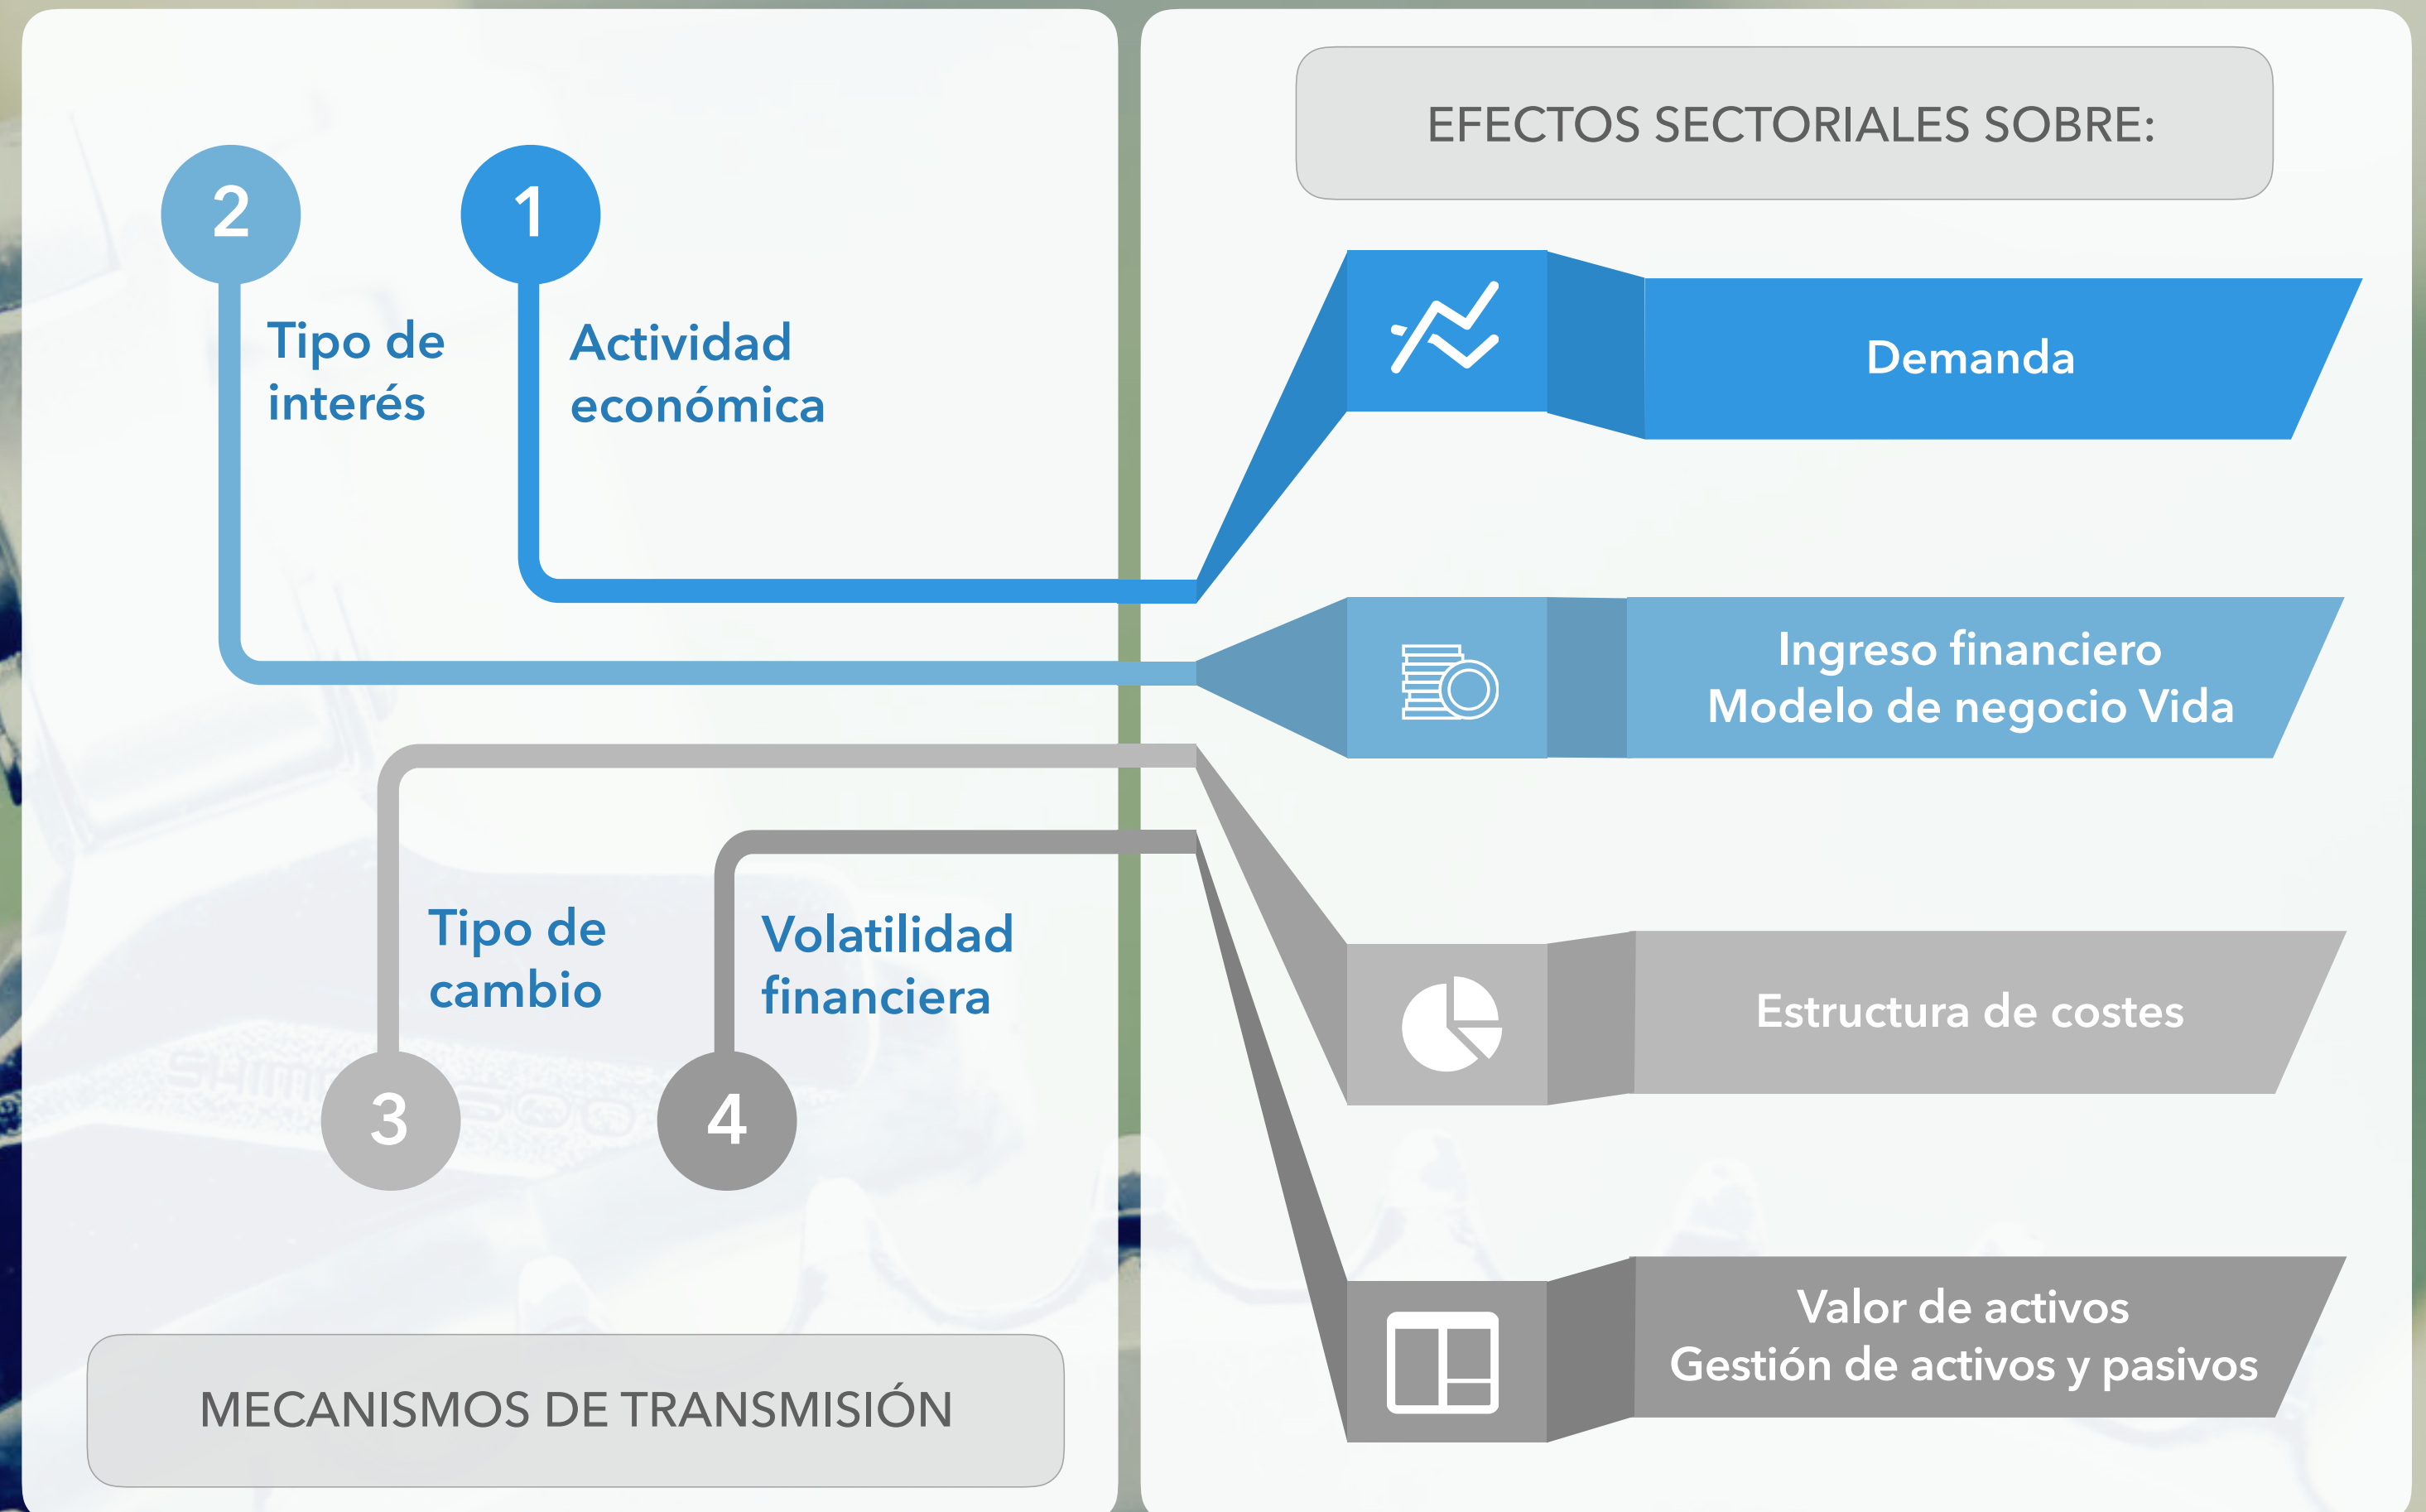 2
1
Tipo de
interés
Actividad
económica
Tipo de
cambio
Volatilidad
financiera
3
4
MECANISMOS DE TRANSMISIÓN
EFECTOS SECTORIALES SOBRE:
Demanda
Ingreso financiero
Modelo de negocio Vida
Estructura de costes
Valor de activos
Gestión de activos y pasivos